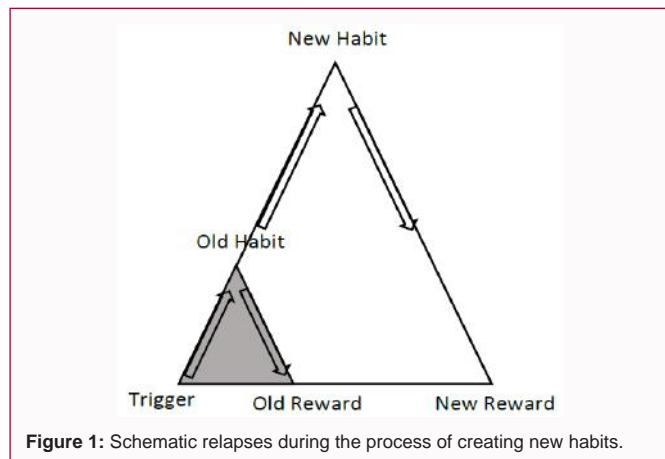 New Habit
Old Habit
Trigger
Old Reward
New Reward
Figure 1: Schematic relapses during the process of creating new habits.